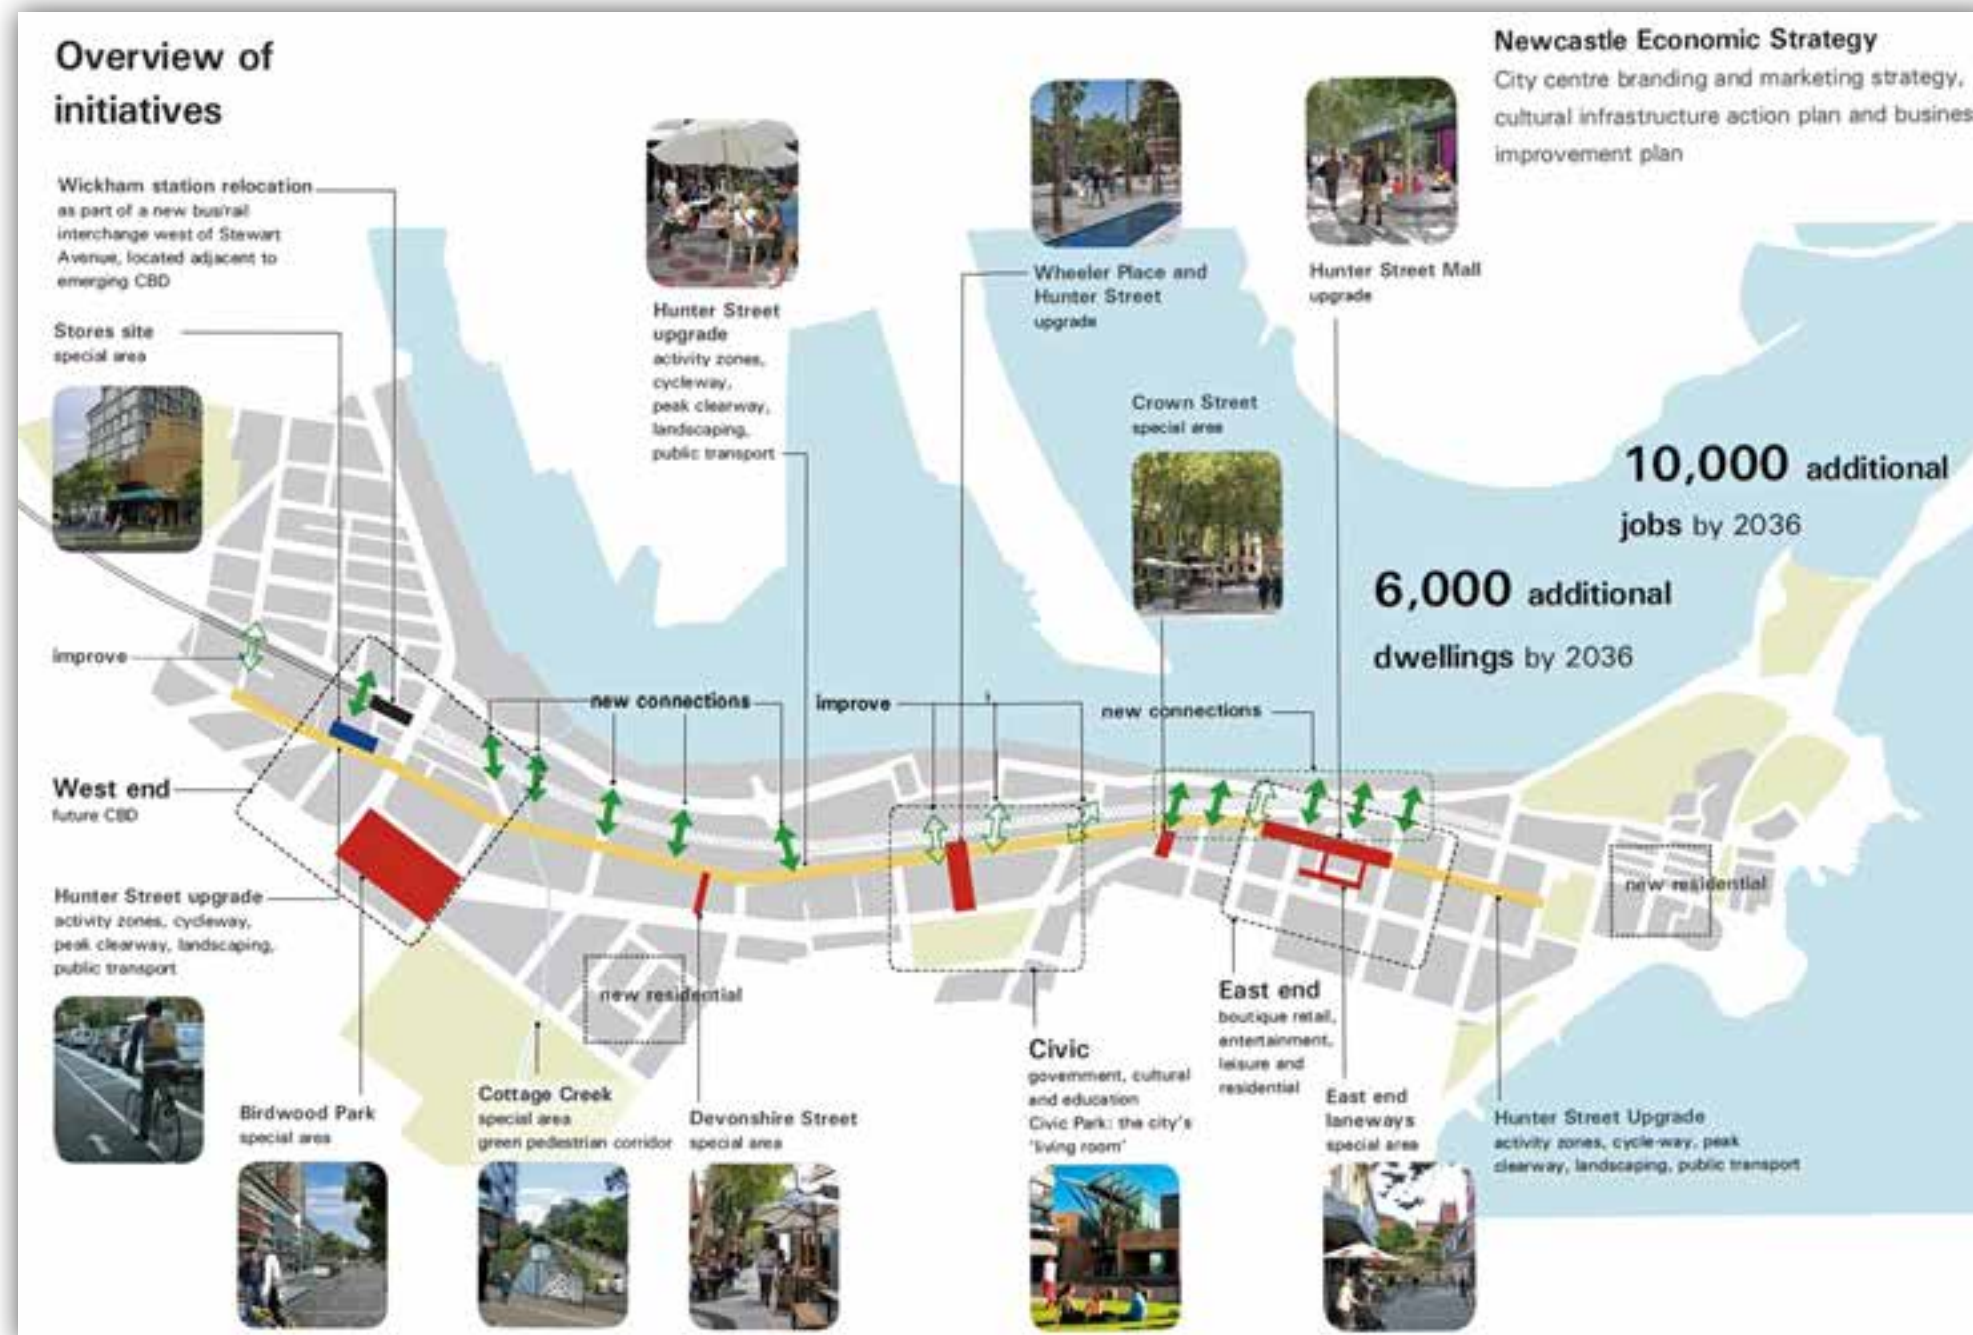 Overview of
initiatives
Newcastle Economic Strategy
City centre branding and marketing strategy,
cultural infrastructure action plan and busines
improvement plan
Wickham station relocation
as part of a new bus/rail
interchange west of Stewart
Avenue, located adjacent to
emerging CBD
Stores site
special area
Hunter Street
upgrade
activity zones,
cycleway,
peak clearway,
landscaping,
public transport
Wheeler Place and
Hunter Street
upgrade
Hunter Street Mall
upgrade
Crown Street
special area
10,000 additional
jobs by 2036
6,000 additional
dwellings by 2036
improve
new connections
improve
new connections
West end
future CBD
Hunter Street upgrade
activity zones, cycleway,
peak clearway, landscaping,
public transport
new residential
new residential
Birdwood Park
special area
Cottage Creek
special area
green pedestrian corridor
Devonshire Street
special area
Civic
government, cultural
and education
Civic Park: the city's
'living room'
East end
boutique retail,
entertainment,
leisure and
residential
East end
laneways
special area
Hunter Street Upgrade
activity zones, cycle-way, peak
clearway, landscaping, public transport